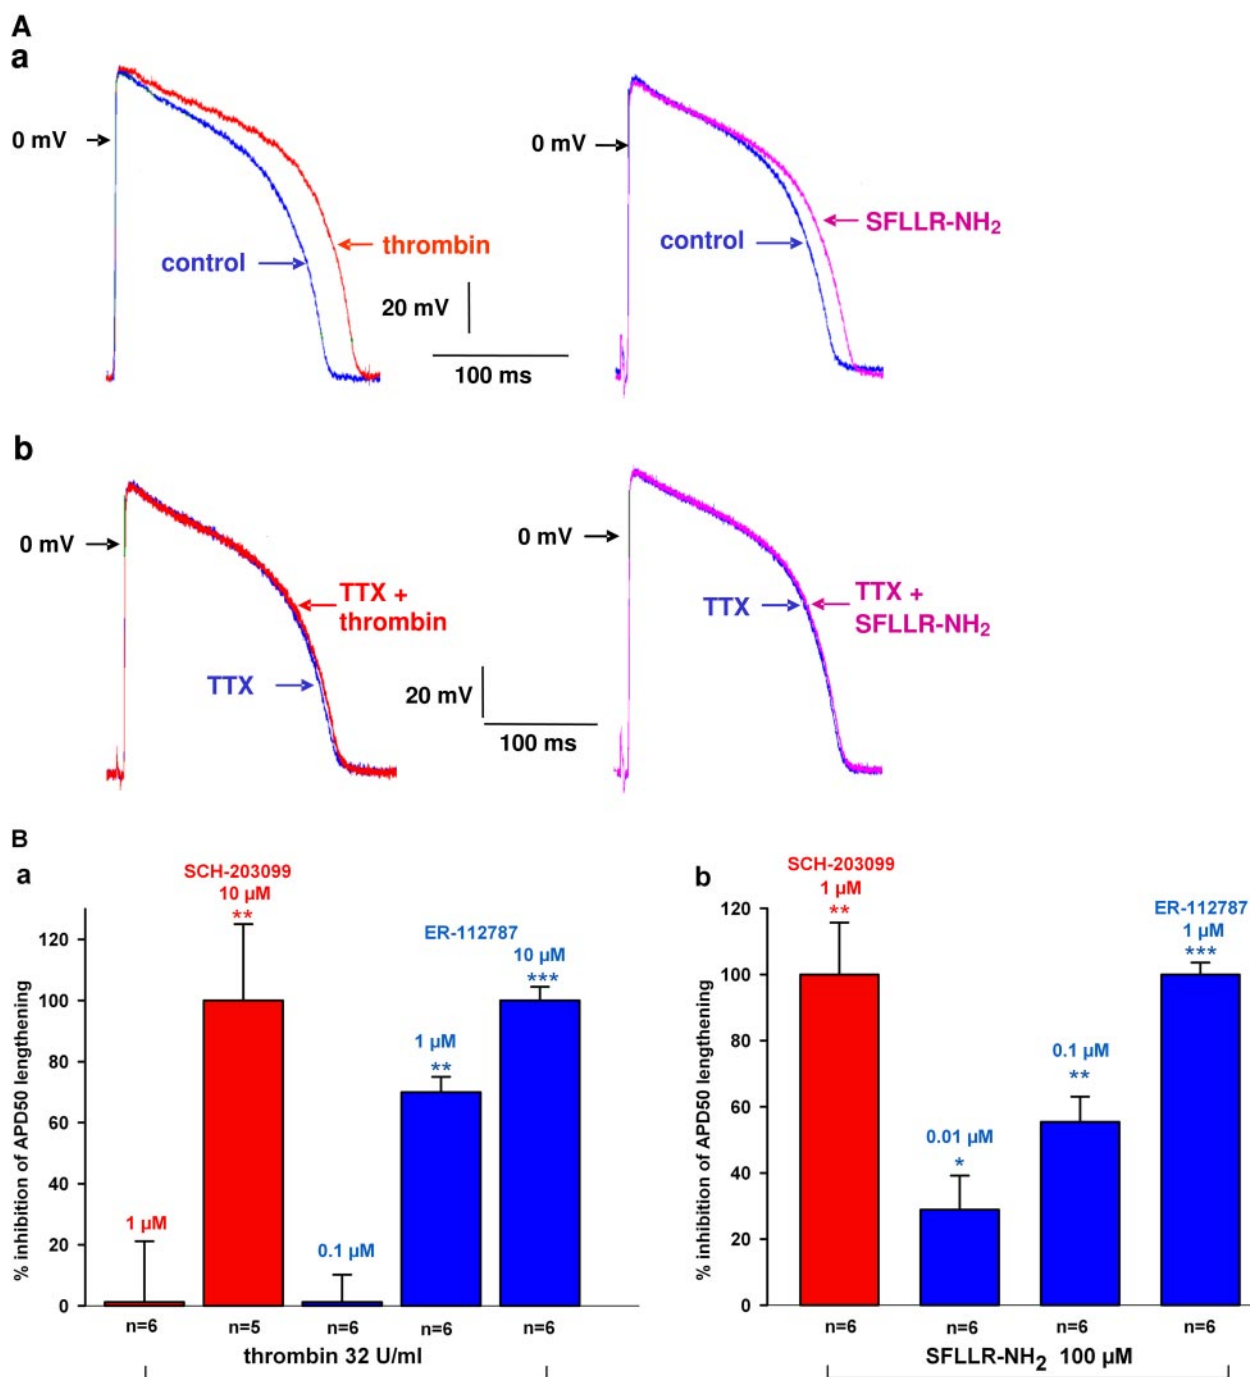 A
a
0 mV
control
thrombin
20 mV
100 ms
0 mV
control
SFLLR-NH₂
b
0 mV
TTX +
thrombin
TTX
20 mV
100 ms
0 mV
TTX
TTX +
SFLLR-NH₂
B
a
% inhibition of APD50 lengthening
120
100
80
60
40
20
0
1 µM
SCH-203099
10 µM
**
0.1 µM
ER-112787
1 µM
**
10 µM
***
n=6
n=5
n=6
n=6
n=6
thrombin 32 U/ml
b
% inhibition of APD50 lengthening
120
100
80
60
40
20
0
SCH-203099
1 µM
**
0.01 µM
*
0.1 µM
**
ER-112787
1 µM
***
n=6
n=6
n=6
n=6
SFLLR-NH₂ 100 µM